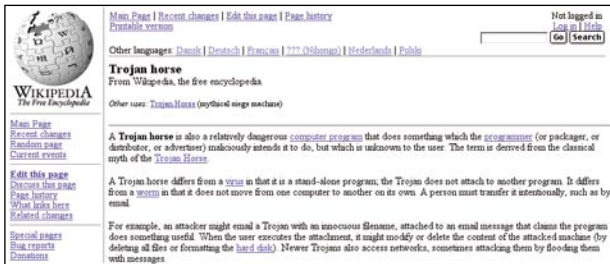 Main Page | Recent changes | Edit this page | Page history
Printable version
Not logged in
Log in | Help
Go Search
Other languages: Dansk | Deutsch | Français | ??? (Nihongo) | Nederlands | Polski
WIKIPEDIA
The Free Encyclopedia
Main Page
Recent changes
Random page
Current events
Edit this page
Discuss this page
Page history
What links here
Related changes
Special pages
Bug reports
Donations
Trojan horse
From Wikipedia, the free encyclopedia.
Other uses: Trojan Horse (mythical siege machine)
A Trojan horse is also a relatively dangerous computer program that does something which the programmer (or packager, or
distributor, or advertiser) maliciously intends it to do, but which is unknown to the user. The term is derived from the classical
myth of the Trojan Horse.
A Trojan horse differs from a virus in that it is a stand-alone program; the Trojan does not attach to another program. It differs
from a worm in that it does not move from one computer to another on its own. A person must transfer it intentionally, such as by
email.
For example, an attacker might email a Trojan with an innocuous filename, attached to an email message that claims the program
does something useful. When the user executes the attachment, it might modify or delete the content of the attacked machine (by
deleting all files or formatting the hard disk). Newer Trojans also access networks, sometimes attacking them by flooding them
with messages.